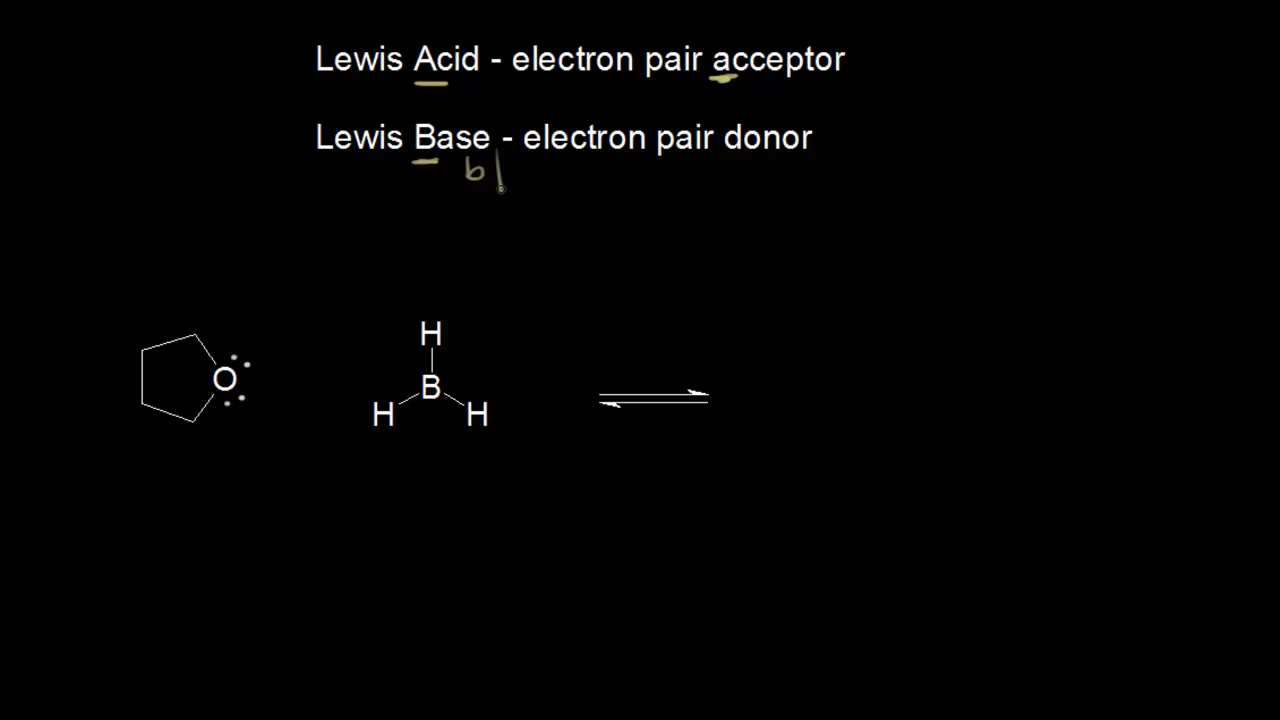 Lewis Acid - electron pair acceptor
Lewis Base - electron pair donor
b
H
O
B
H H